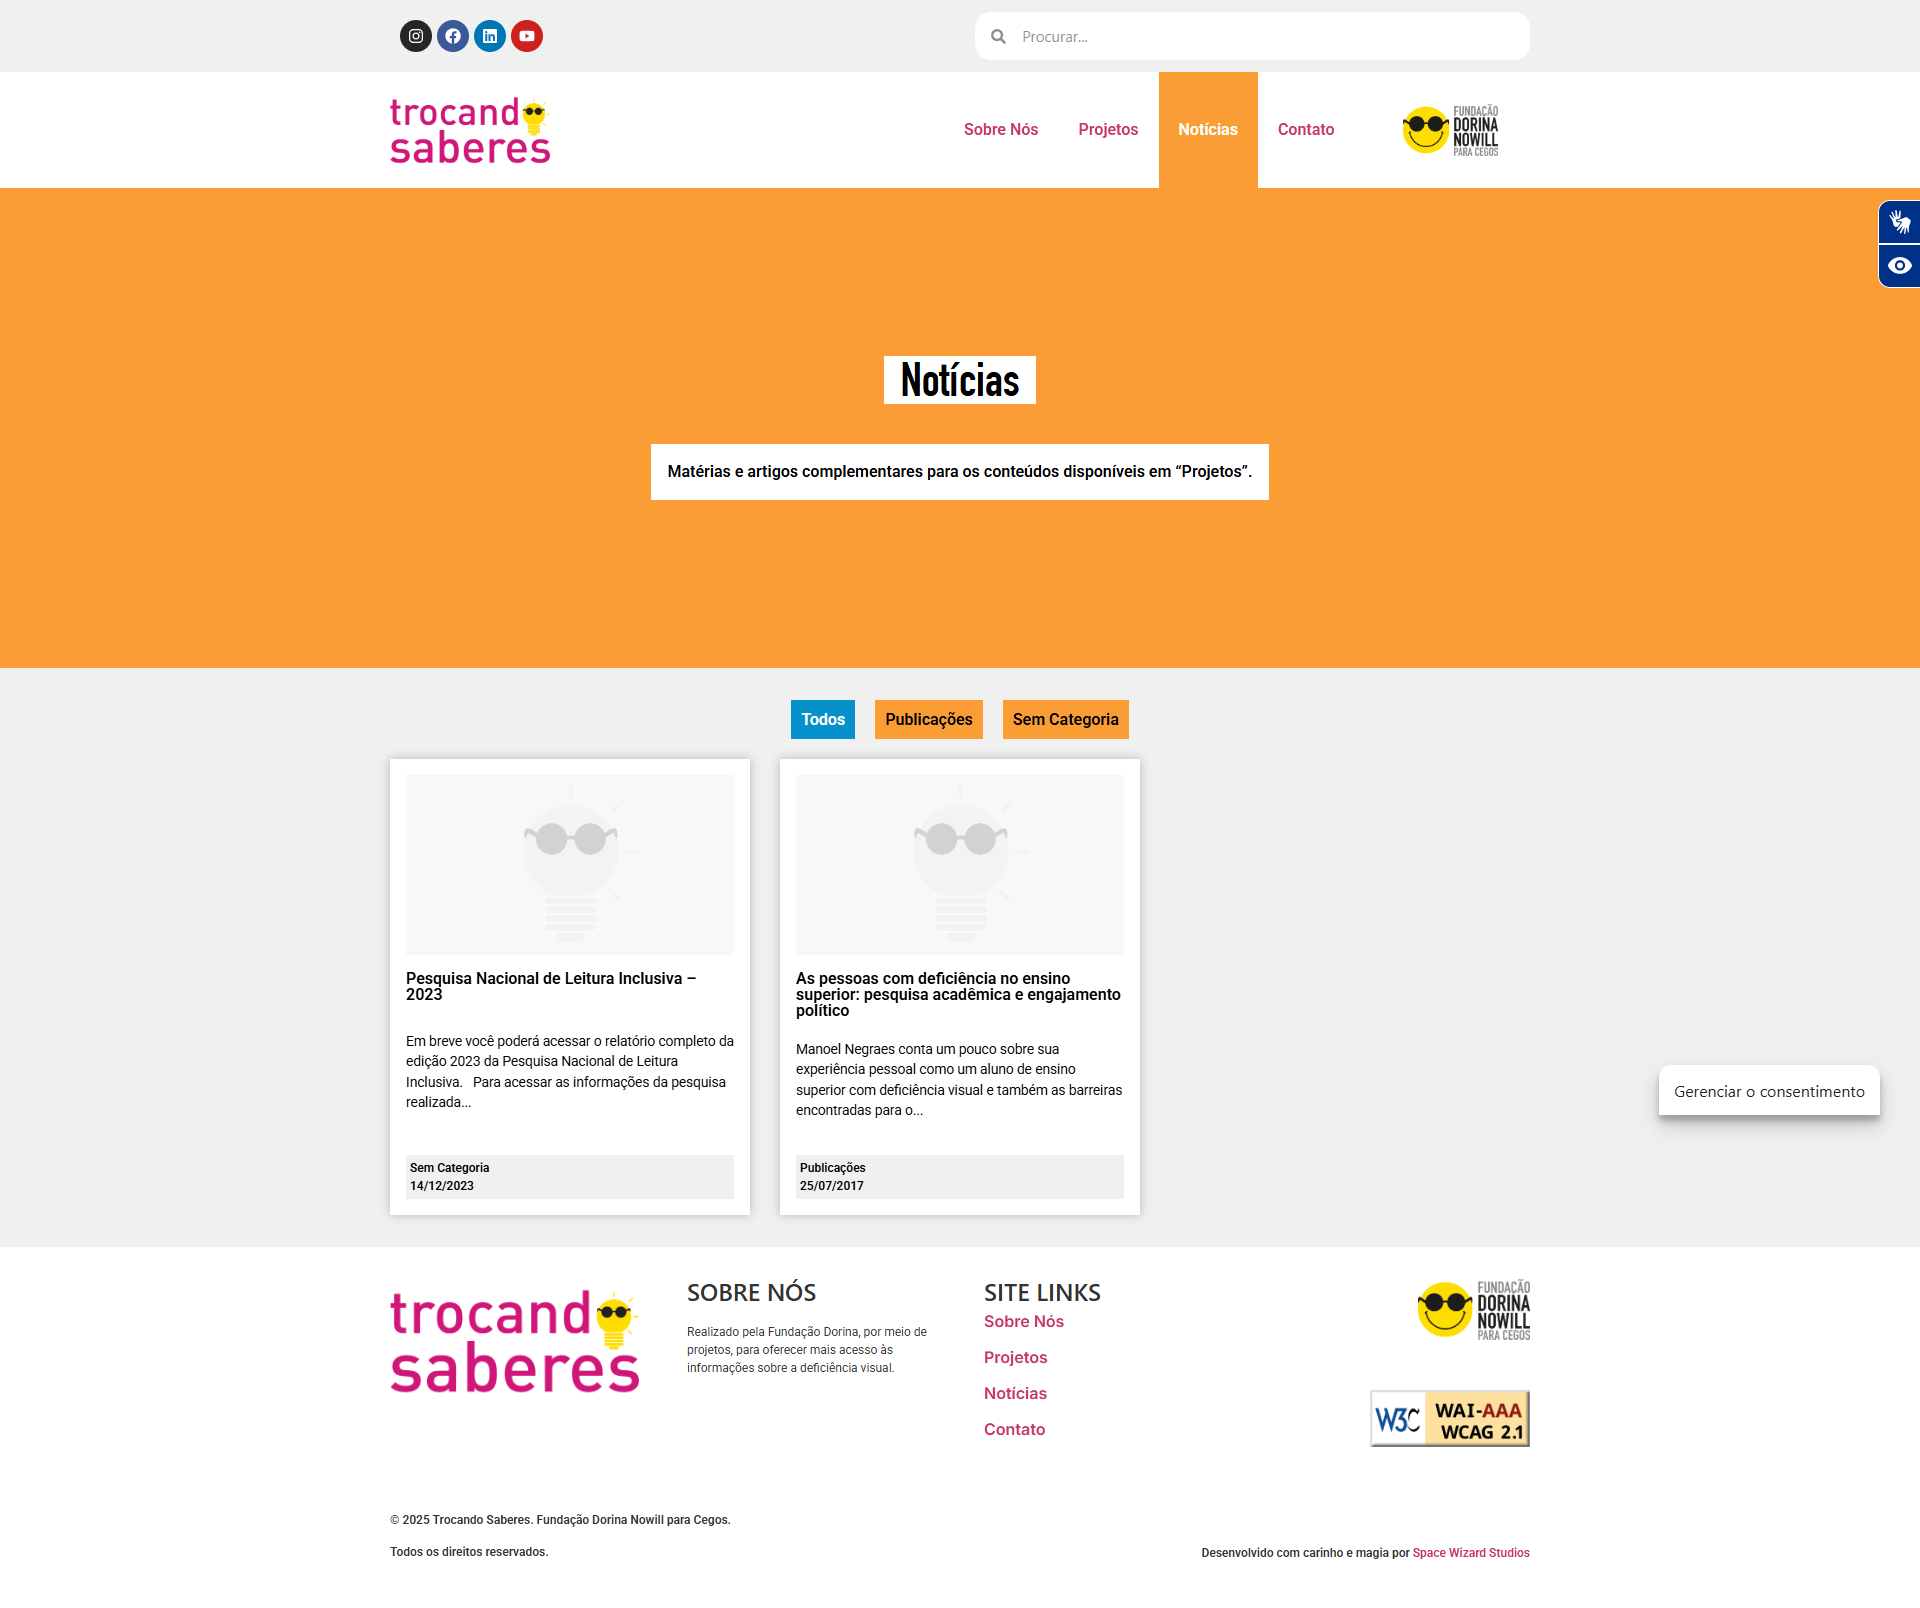 Procurar...
trocando
saberes
Sobre Nós
Projetos
Notícias
Contato
FUNDAÇÃO
DORINA
NOWILL
PARA CEGOS
Notícias
Matérias e artigos complementares para os conteúdos disponíveis em “Projetos”.
Todos
Publicações
Sem Categoria
Pesquisa Nacional de Leitura Inclusiva –
2023
Em breve você poderá acessar o relatório completo da
edição 2023 da Pesquisa Nacional de Leitura
Inclusiva.   Para acessar as informações da pesquisa
realizada...
Sem Categoria
14/12/2023
As pessoas com deficiência no ensino
superior: pesquisa acadêmica e engajamento
político
Manoel Negraes conta um pouco sobre sua
experiência pessoal como um aluno de ensino
superior com deficiência visual e também as barreiras
encontradas para o...
Publicações
25/07/2017
Gerenciar o consentimento
trocando
saberes
SOBRE NÓS
Realizado pela Fundação Dorina, por meio de
projetos, para oferecer mais acesso às
informações sobre a deficiência visual.
SITE LINKS
Sobre Nós
Projetos
Notícias
Contato
FUNDAÇÃO
DORINA
NOWILL
PARA CEGOS
W3C
WAI-AAA
WCAG 2.1
© 2025 Trocando Saberes. Fundação Dorina Nowill para Cegos.
Todos os direitos reservados.
Desenvolvido com carinho e magia por Space Wizard Studios